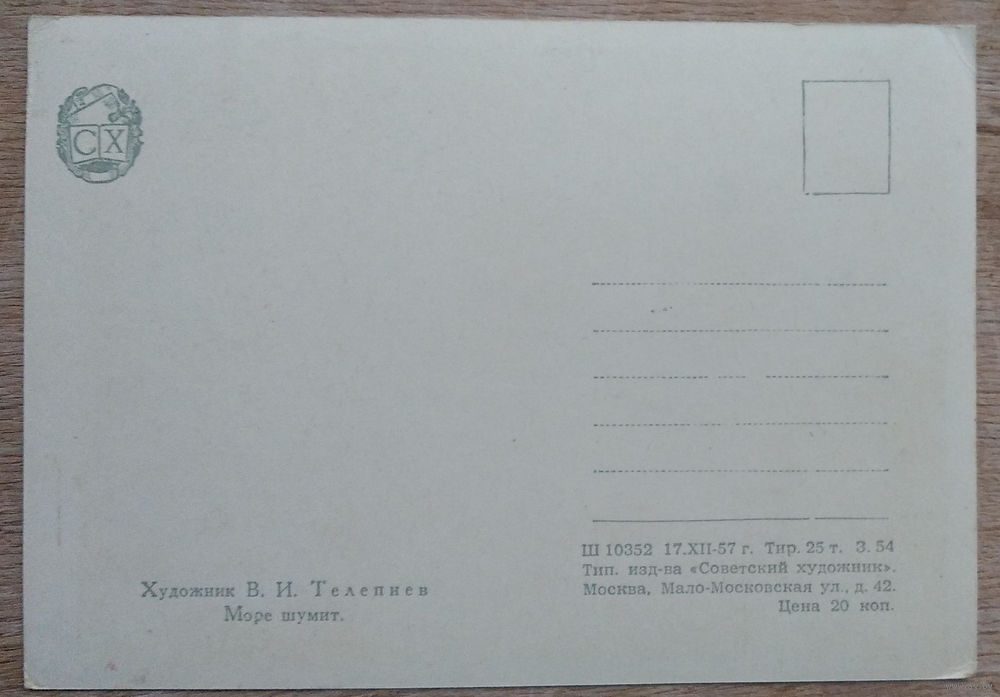 СХ
Художник В. И. Телепнев
Море шумит.
Ш 10352 17.XII-57 г. Тир. 25 т. З. 54
Тип. изд-ва «Советский художник».
Москва, Мало-Московская ул., д. 42.
Цена 20 коп.